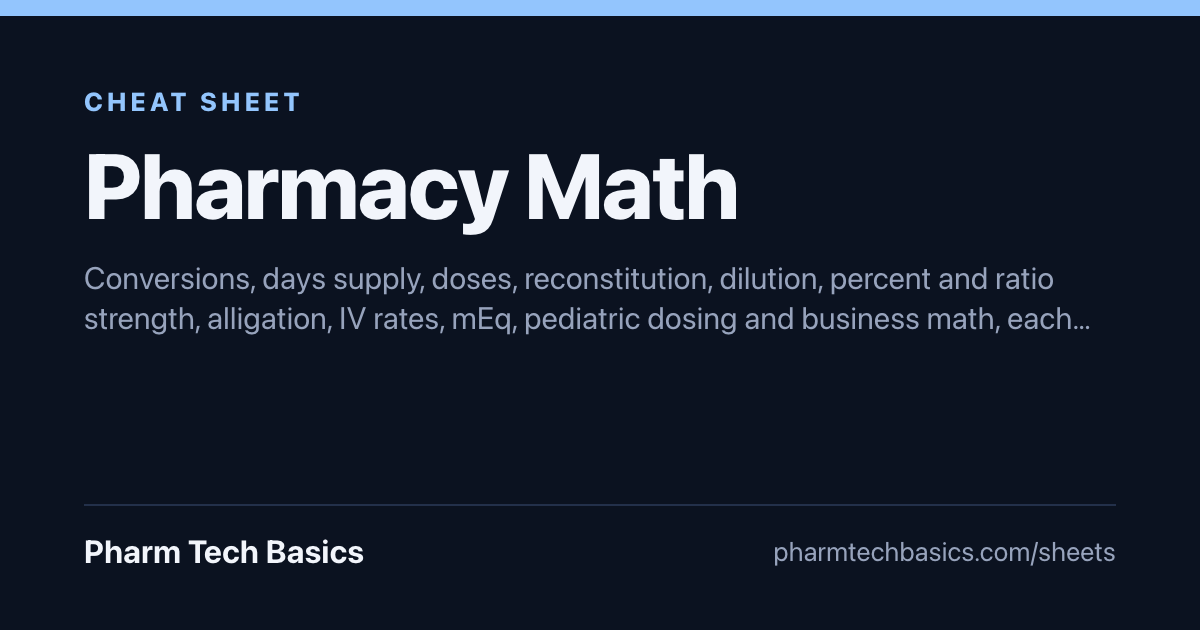 CHEAT SHEET
Pharmacy Math
Conversions, days supply, doses, reconstitution, dilution, percent and ratio
strength, alligation, IV rates, mEq, pediatric dosing and business math, each…
Pharm Tech Basics
pharmtechbasics.com/sheets